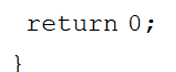 return 0;
}